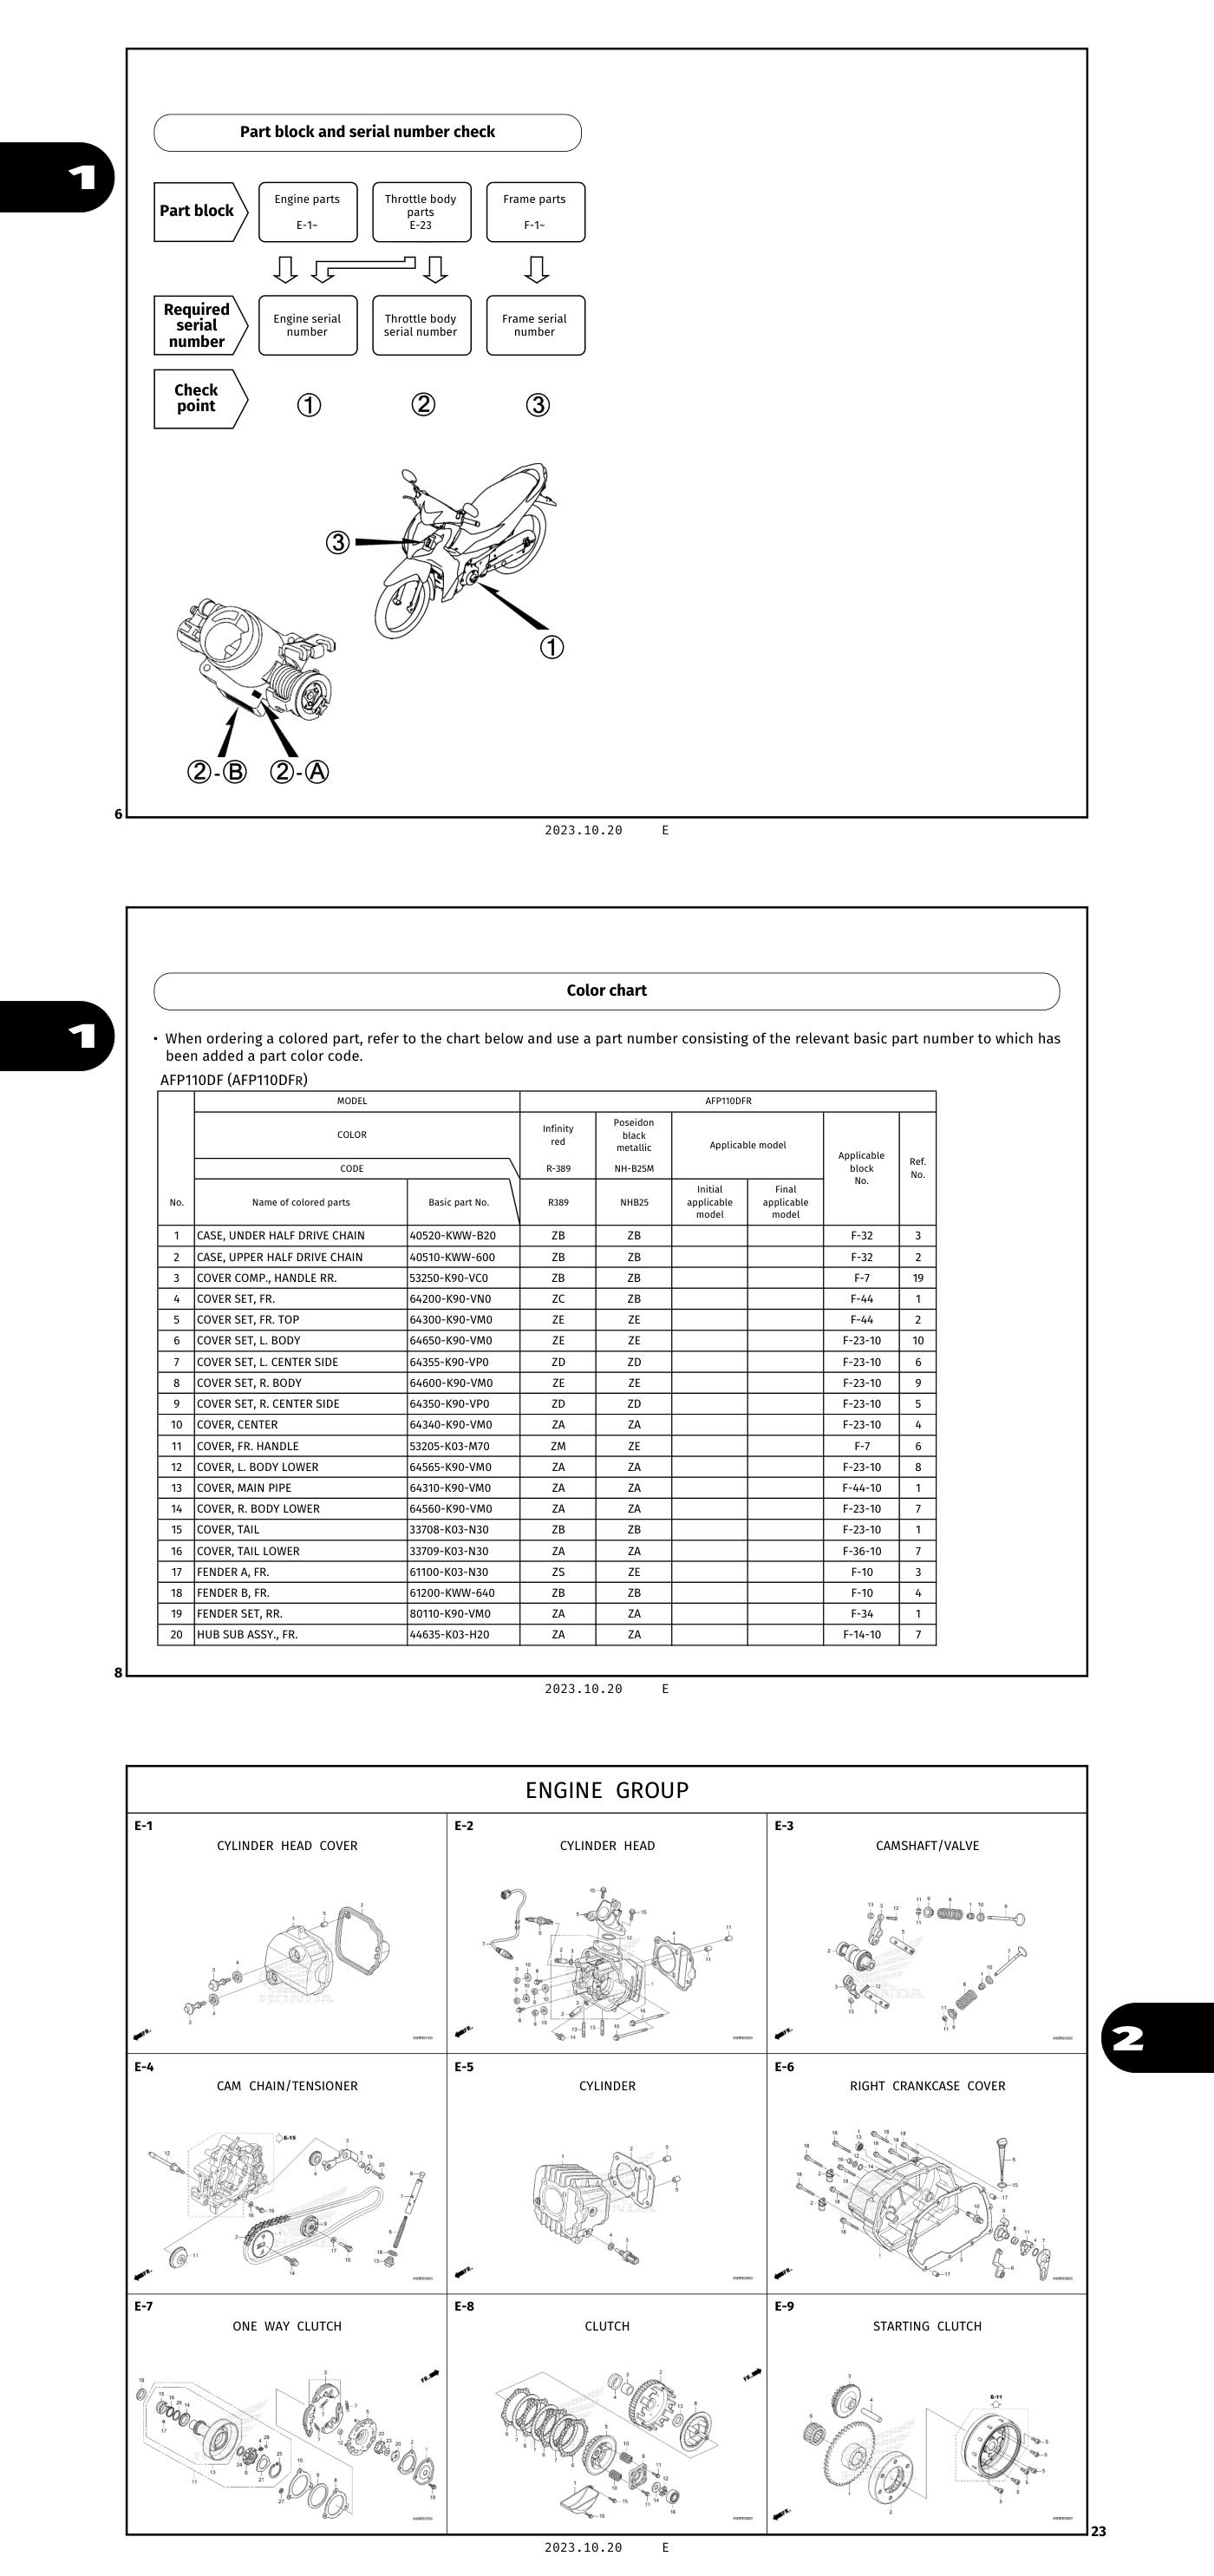 1
Part block and serial number check
Part block
Engine parts
E-1~
Throttle body
parts
E-23
Frame parts
F-1~
Required
serial
number
Engine serial
number
Throttle body
serial number
Frame serial
number
Check
point
① ② ③
③
①
②-Ⓑ ②-Ⓐ
6
2023.10.20 E
1
Color chart
• When ordering a colored part, refer to the chart below and use a part number consisting of the relevant basic part number to which has
been added a part color code.
AFP110DF (AFP110DFR)
MODEL AFP110DFR
COLOR
Infinity
red
Poseidon
black
metallic
Applicable model
Applicable
block
No.
Ref.
No.
CODE R-389 NH-B25M
No. Name of colored parts Basic part No. R389 NHB25
Initial
applicable
model
Final
applicable
model
1 CASE, UNDER HALF DRIVE CHAIN 40520-KWW-B20 ZB ZB F-32 3
2 CASE, UPPER HALF DRIVE CHAIN 40510-KWW-600 ZB ZB F-32 2
3 COVER COMP., HANDLE RR. 53250-K90-VC0 ZB ZB F-7 19
4 COVER SET, FR. 64200-K90-VN0 ZC ZB F-44 1
5 COVER SET, FR. TOP 64300-K90-VM0 ZE ZE F-44 2
6 COVER SET, L. BODY 64650-K90-VM0 ZE ZE F-23-10 10
7 COVER SET, L. CENTER SIDE 64355-K90-VP0 ZD ZD F-23-10 6
8 COVER SET, R. BODY 64600-K90-VM0 ZE ZE F-23-10 9
9 COVER SET, R. CENTER SIDE 64350-K90-VP0 ZD ZD F-23-10 5
10 COVER, CENTER 64340-K90-VM0 ZA ZA F-23-10 4
11 COVER, FR. HANDLE 53205-K03-M70 ZM ZE F-7 6
12 COVER, L. BODY LOWER 64565-K90-VM0 ZA ZA F-23-10 8
13 COVER, MAIN PIPE 64310-K90-VM0 ZA ZA F-44-10 1
14 COVER, R. BODY LOWER 64560-K90-VM0 ZA ZA F-23-10 7
15 COVER, TAIL 33708-K03-N30 ZB ZB F-23-10 1
16 COVER, TAIL LOWER 33709-K03-N30 ZA ZA F-36-10 7
17 FENDER A, FR. 61100-K03-N30 ZS ZE F-10 3
18 FENDER B, FR. 61200-KWW-640 ZB ZB F-10 4
19 FENDER SET, RR. 80110-K90-VM0 ZA ZA F-34 1
20 HUB SUB ASSY., FR. 44635-K03-H20 ZA ZA F-14-10 7
8
2023.10.20 E
ENGINE GROUP
E-1
CYLINDER HEAD COVER
FR.
E-2
CYLINDER HEAD
FR.
E-3
CAMSHAFT/VALVE
FR.
2
E-4
CAM CHAIN/TENSIONER
E-15
FR.
E-5
CYLINDER
FR.
E-6
RIGHT CRANKCASE COVER
FR.
E-7
ONE WAY CLUTCH
FR.
E-8
CLUTCH
FR.
E-9
STARTING CLUTCH
E-11
FR.
23
2023.10.20 E